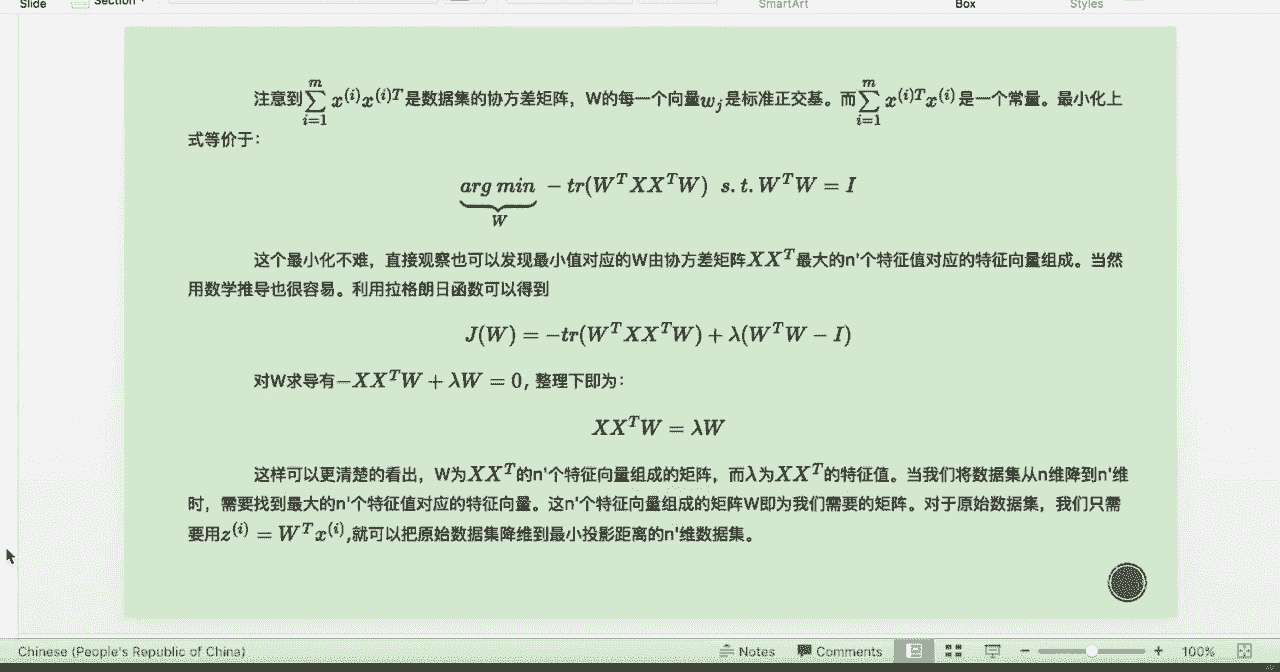 Slide
Section
SmartArt
Box
Styles
注意到 $\sum_{i=1}^{m} x^{(i)}x^{(i)T}$ 是数据集的协方差矩阵，W的每一个向量 $w_j$ 是标准正交基。而 $\sum_{i=1}^{m} x^{(i)T}x^{(i)}$ 是一个常量。最小化上
式等价于：
$\underbrace{arg\ min}_{W} -tr(W^TXX^TW)\ \ s.t. W^TW = I$
这个最小化不难，直接观察也可以发现最小值对应的W由协方差矩阵 $XX^T$ 最大的n'个特征值对应的特征向量组成。当然
用数学推导也很容易。利用拉格朗日函数可以得到
$J(W) = -tr(W^TXX^TW) + \lambda(W^TW - I)$
对W求导有 $-XX^TW + \lambda W = 0$，整理下即为：
$XX^TW = \lambda W$
这样可以更清楚的看出，W为 $XX^T$ 的n'个特征向量组成的矩阵，而 $\lambda$ 为 $XX^T$ 的特征值。当我们将数据集从n维降到n'维
时，需要找到最大的n'个特征值对应的特征向量。这n'个特征向量组成的矩阵W即为我们需要的矩阵。对于原始数据集，我们只需
要用 $z^{(i)} = W^Tx^{(i)}$,就可以把原始数据集降维到最小投影距离的n'维数据集。
Chinese (People's Republic of China)
Notes
Comments
100%